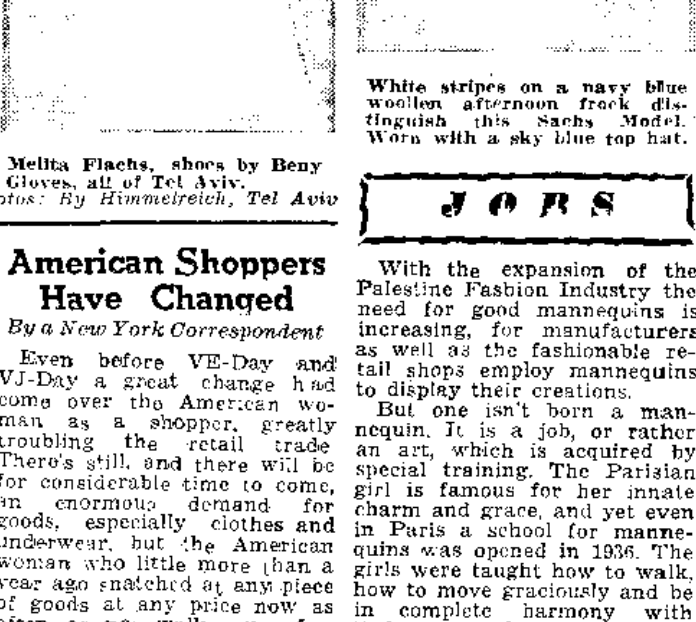 Melita Flachs, shoes by Beny
Gloves, all of Tel Aviv.
otos: By Himmelreich, Tel Aviv
American Shoppers
Have Changed
By a New York Correspondent
Even before VE-Day and
VJ-Day a great change had
come over the American wo-
man as a shopper, greatly
troubling the retail trade
There's still, and there will be
for considerable time to come,
an enormous demand for
goods, especially clothes and
underwear, but the American
woman who little more than a
year ago snatched at any piece
of goods at any price now as
White stripes on a navy blue
woollen afternoon frock dis-
tinguish this Sachs Model.
Worn with a sky blue top hat.
JOBS
With the expansion of the
Palestine Fashion Industry the
need for good mannequins is
increasing, for manufacturers
as well as the fashionable re-
tail shops employ mannequins
to display their creations.
But one isn't born a man-
nequin. It is a job, or rather
an art, which is acquired by
special training. The Parisian
girl is famous for her innate
charm and grace, and yet even
in Paris a school for manne-
quins was opened in 1936. The
girls were taught how to walk,
how to move graciously and be
in complete harmony with